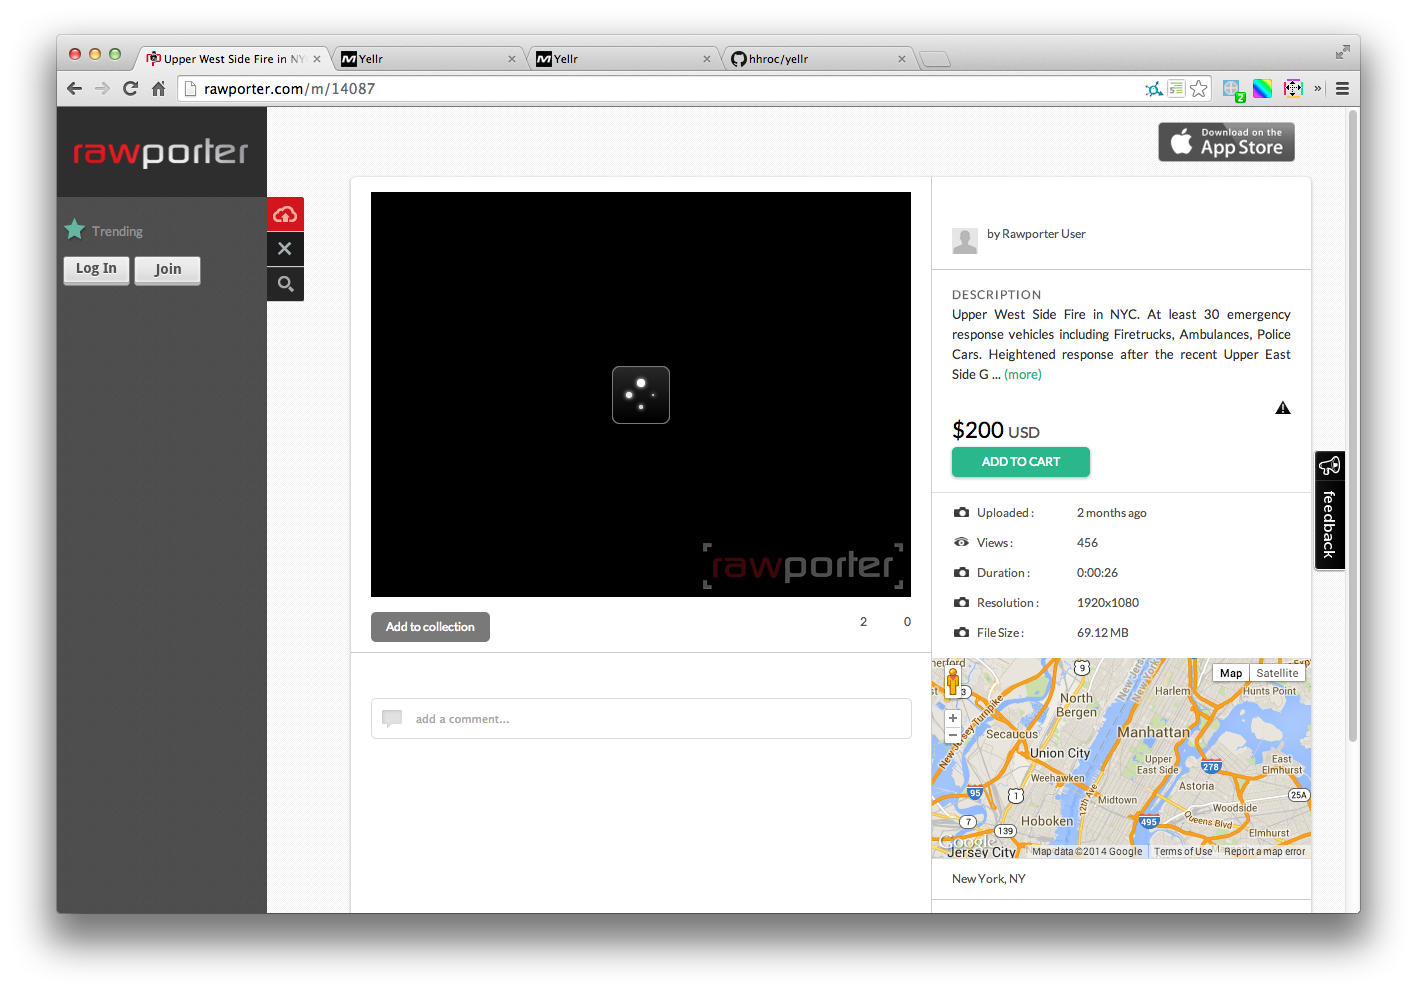 Upper West Side Fire in NY
Yellr
Yellr
hhroc/yellr
rawporter.com/m/14087
2
rawporter
Download on the
App Store
Trending
Log In
Join
by Rawporter User
DESCRIPTION
Upper West Side Fire in NYC. At least 30 emergency
response vehicles including Firetrucks, Ambulances, Police
Cars. Heightened response after the recent Upper East
Side G ... (more)
$200 USD
ADD TO CART
feedback
Uploaded : 2 months ago
Views : 456
Duration : 0:00:26
Resolution : 1920x1080
File Size : 69.12 MB
rawporter
Add to collection
2 0
add a comment...
Map Satellite
9
3
North
Bergen
Harlem
Hunts Point
New Jersey Turnpike
New Jersey
New York
Secaucus
Manhattan
Union City
Upper
East Side
278
East
Elmhurst
Weehawken
95
1
12th Ave
Midtown
Astoria
25A
Woodside
7
139
Hoboken
495
Queens Blvd
Elmhurst
Google
Jersey City
Map data ©2014 Google
Terms of Use
Report a map error
New York, NY